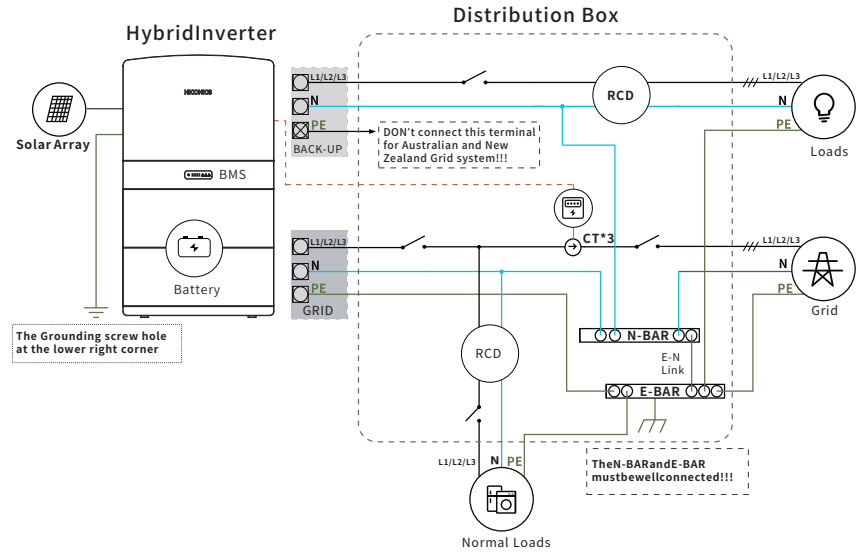 Distribution Box
HybridInverter
HICONICS
Solar Array
BMS
Battery
The Grounding screw hole
at the lower right corner
L1/L2/L3
N
PE
BACK-UP
DON't connect this terminal
for Australian and New
Zealand Grid system!!!
RCD
L1/L2/L3
N
PE
Loads
CT*3
L1/L2/L3
N
PE
GRID
L1/L2/L3
N
PE
Grid
N-BAR
E-N
Link
E-BAR
RCD
L1/L2/L3
N
PE
TheN-BARandE-BAR
mustbewellconnected!!!
Normal Loads